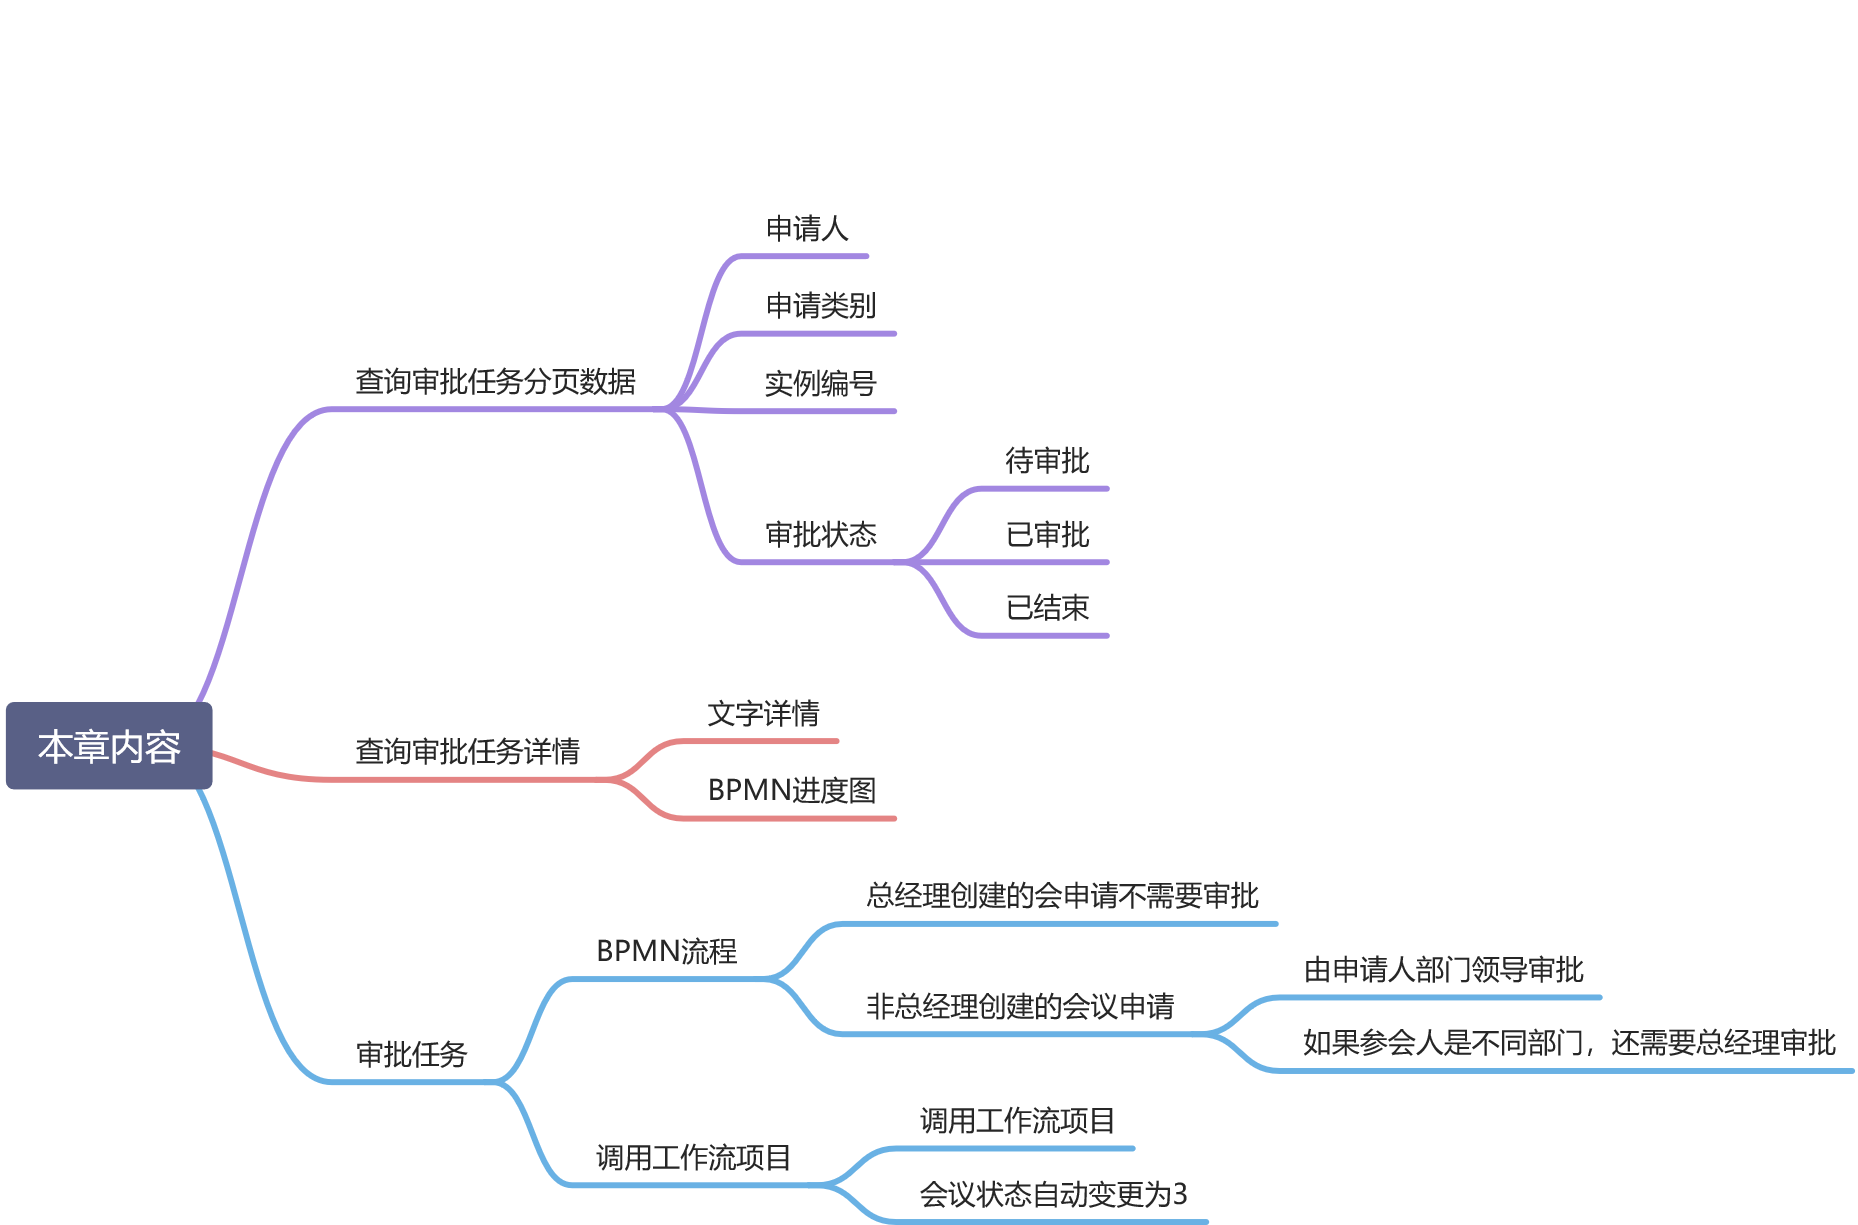 本章内容
查询审批任务分页数据
申请人
申请类别
实例编号
审批状态
待审批
已审批
已结束
查询审批任务详情
文字详情
BPMN进度图
审批任务
BPMN流程
总经理创建的会申请不需要审批
非总经理创建的会议申请
由申请人部门领导审批
如果参会人是不同部门，还需要总经理审批
调用工作流项目
调用工作流项目
会议状态自动变更为3